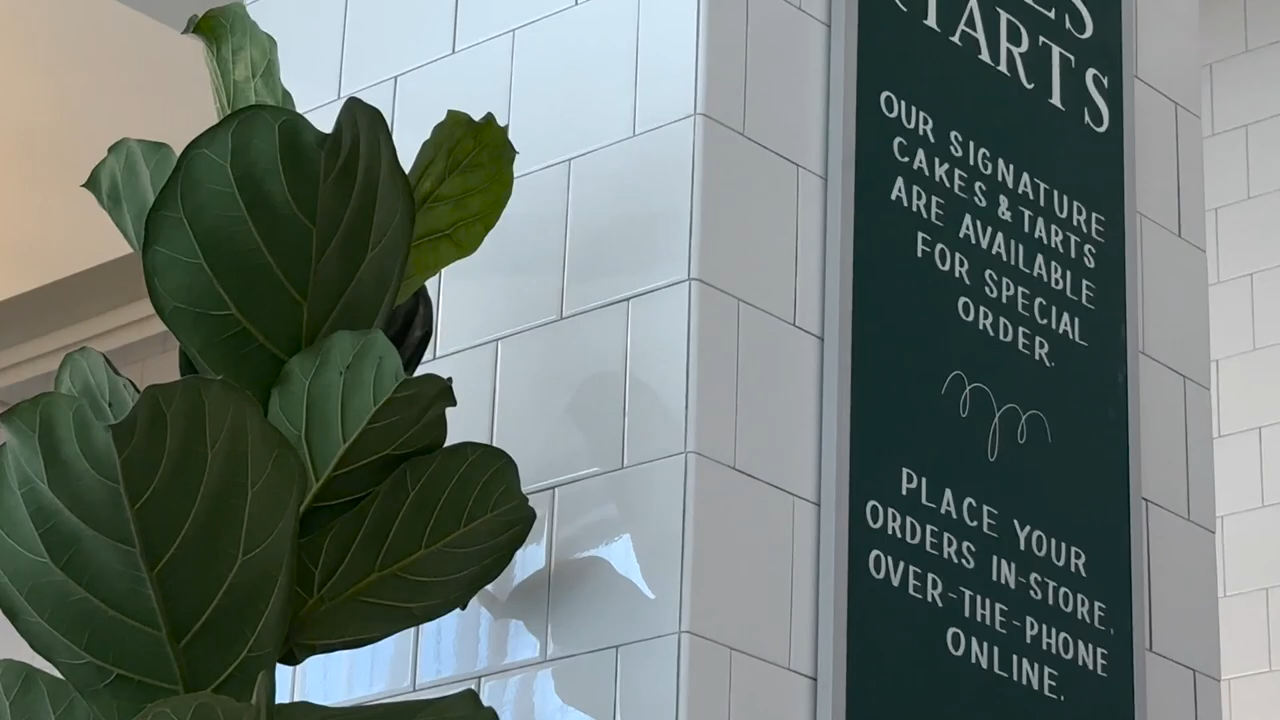 TARTS
OUR SIGNATURE
CAKES & TARTS
ARE AVAILABLE
FOR SPECIAL
ORDER.
PLACE YOUR
ORDERS IN-STORE,
OVER-THE-PHONE
ONLINE.